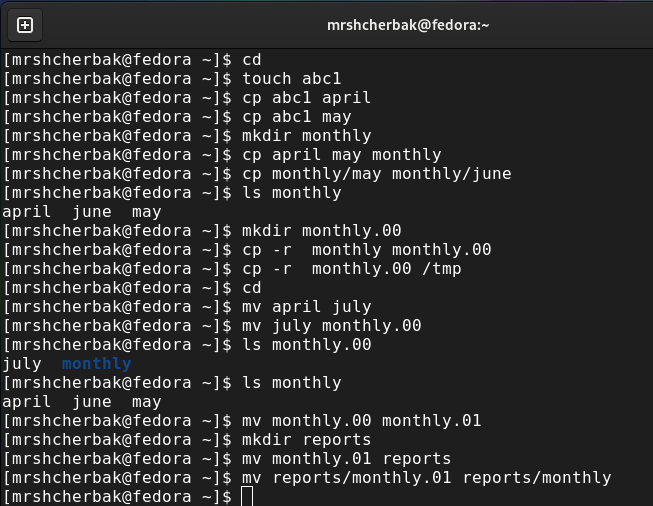 mrshcherbak@fedora:~
[mrshcherbak@fedora ~]$ cd
[mrshcherbak@fedora ~]$ touch abc1
[mrshcherbak@fedora ~]$ cp abc1 april
[mrshcherbak@fedora ~]$ cp abc1 may
[mrshcherbak@fedora ~]$ mkdir monthly
[mrshcherbak@fedora ~]$ cp april may monthly
[mrshcherbak@fedora ~]$ cp monthly/may monthly/june
[mrshcherbak@fedora ~]$ ls monthly
april  june  may
[mrshcherbak@fedora ~]$ mkdir monthly.00
[mrshcherbak@fedora ~]$ cp -r  monthly monthly.00
[mrshcherbak@fedora ~]$ cp -r  monthly.00 /tmp
[mrshcherbak@fedora ~]$ cd
[mrshcherbak@fedora ~]$ mv april july
[mrshcherbak@fedora ~]$ mv july monthly.00
[mrshcherbak@fedora ~]$ ls monthly.00
july  monthly
[mrshcherbak@fedora ~]$ ls monthly
april  june  may
[mrshcherbak@fedora ~]$ mv monthly.00 monthly.01
[mrshcherbak@fedora ~]$ mkdir reports
[mrshcherbak@fedora ~]$ mv monthly.01 reports
[mrshcherbak@fedora ~]$ mv reports/monthly.01 reports/monthly
[mrshcherbak@fedora ~]$